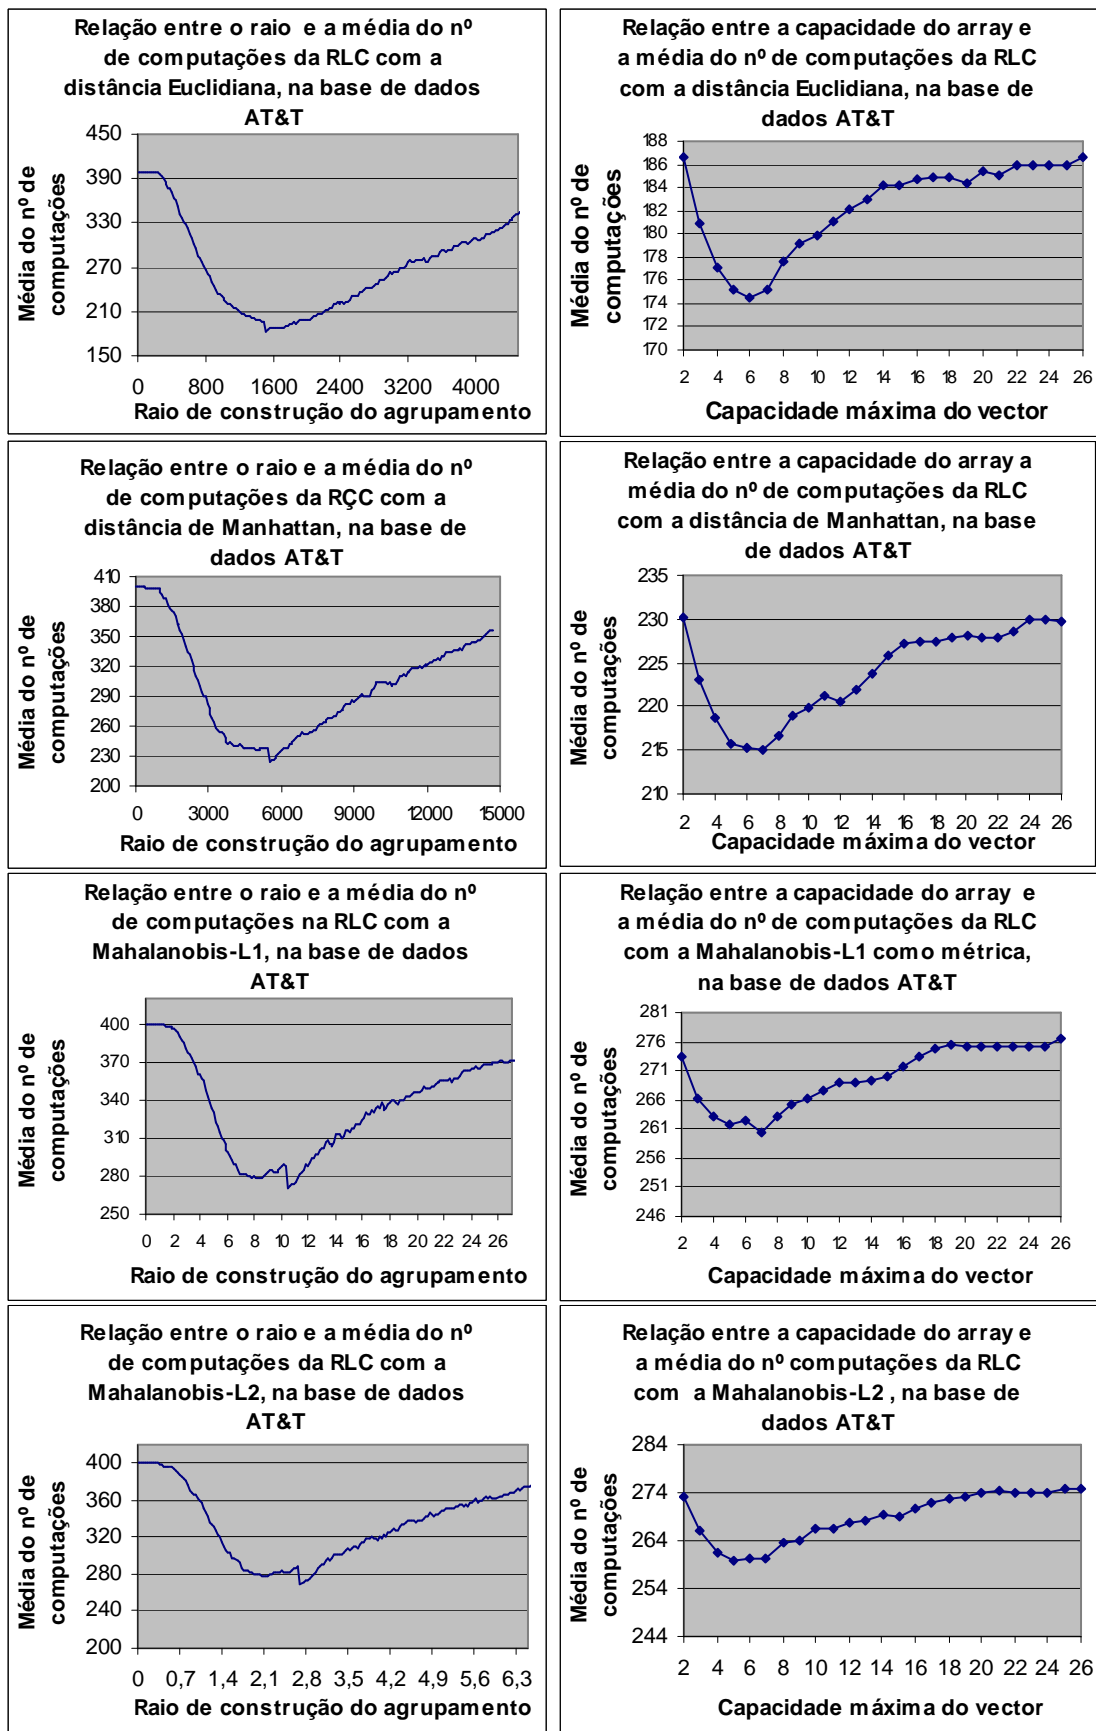 Relação entre o raio e a média do nº
de computações da RLC com a
distância Euclidiana, na base de dados
AT&T
Média do nº de
computações
450
390
330
270
210
150
0 800 1600 2400 3200 4000
Raio de construção do agrupamento
Relação entre a capacidade do array e
a média do nº de computações da RLC
com a distância Euclidiana, na base de
dados AT&T
Média do nº de
computações
188
186
184
182
180
178
176
174
172
170
2 4 6 8 10 12 14 16 18 20 22 24 26
Capacidade máxima do vector
Relação entre o raio e a média do nº
de computações da RÇC com a
distância de Manhattan, na base de
dados AT&T
Média do nº de
computações
410
380
350
320
290
260
230
200
0 3000 6000 9000 12000 15000
Raio de construção do agrupamento
Relação entre a capacidade do array a
média do nº de computações da RLC
com a distância de Manhattan, na base
de dados AT&T
Média do nº de
computações
235
230
225
220
215
210
2 4 6 8 10 12 14 16 18 20 22 24 26
Capacidade máxima do vector
Relação entre o raio e a média do nº
de computações na RLC com a
Mahalanobis-L1, na base de dados
AT&T
Média do nº de
computações
400
370
340
310
280
250
0 2 4 6 8 10 12 14 16 18 20 22 24 26
Raio de construção do agrupamento
Relação entre a capacidade do array e
a média do nº de computações da RLC
com a Mahalanobis-L1 como métrica,
na base de dados AT&T
Média do nº de
computações
281
276
271
266
261
256
251
246
2 4 6 8 10 12 14 16 18 20 22 24 26
Capacidade máxima do vector
Relação entre o raio e a média do nº
de computações da RLC com a
Mahalanobis-L2, na base de dados
AT&T
Média do nº de
computações
400
360
320
280
240
200
0 0,7 1,4 2,1 2,8 3,5 4,2 4,9 5,6 6,3
Raio de construção do agrupamento
Relação entre a capacidade do array e
a média do nº computações da RLC
com a Mahalanobis-L2 , na base de
dados AT&T
Média do nº de
computações
284
274
264
254
244
2 4 6 8 10 12 14 16 18 20 22 24 26
Capacidade máxima do vector